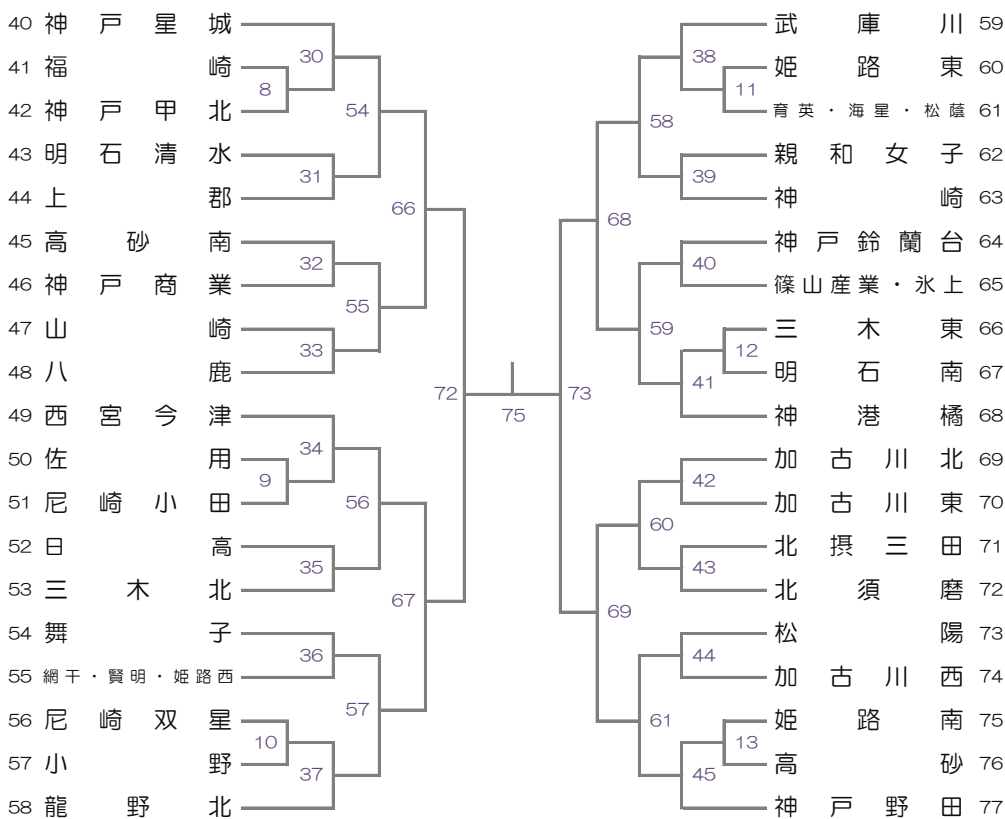 40 神戸星城
41 福崎
42 神戸甲北
43 明石清水
44 上郡
45 高砂南
46 神戸商業
47 山崎
48 八鹿
49 西宮今津
50 佐用
51 尼崎小田
52 日高
53 三木北
54 舞子
55 網干・賢明・姫路西
56 尼崎双星
57 小野
58 龍野北
30
8
54
31
66
32
55
33
72
34
9
56
35
67
36
57
10
37
75
武庫川 59
姫路東 60
育英・海星・松蔭 61
親和女子 62
神崎 63
神戸鈴蘭台 64
篠山産業・氷上 65
三木東 66
明石南 67
神港橘 68
加古川北 69
加古川東 70
北摂三田 71
北須磨 72
松陽 73
加古川西 74
姫路南 75
高砂 76
神戸野田 77
38
11
58
39
68
40
59
12
41
73
42
60
43
69
44
61
13
45